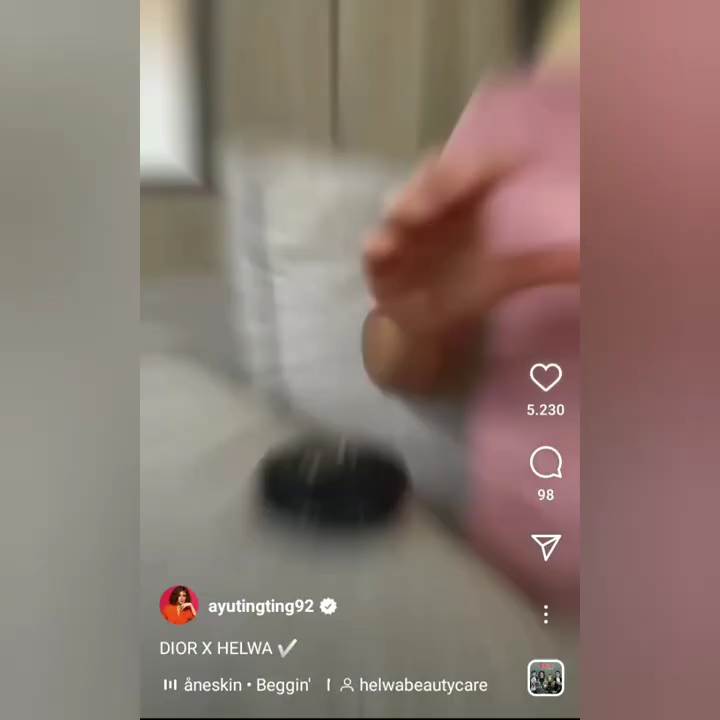 5.230
98
ayutingting92
DIOR X HELWA ✔
åneskin • Beggin'
helwabeautycare